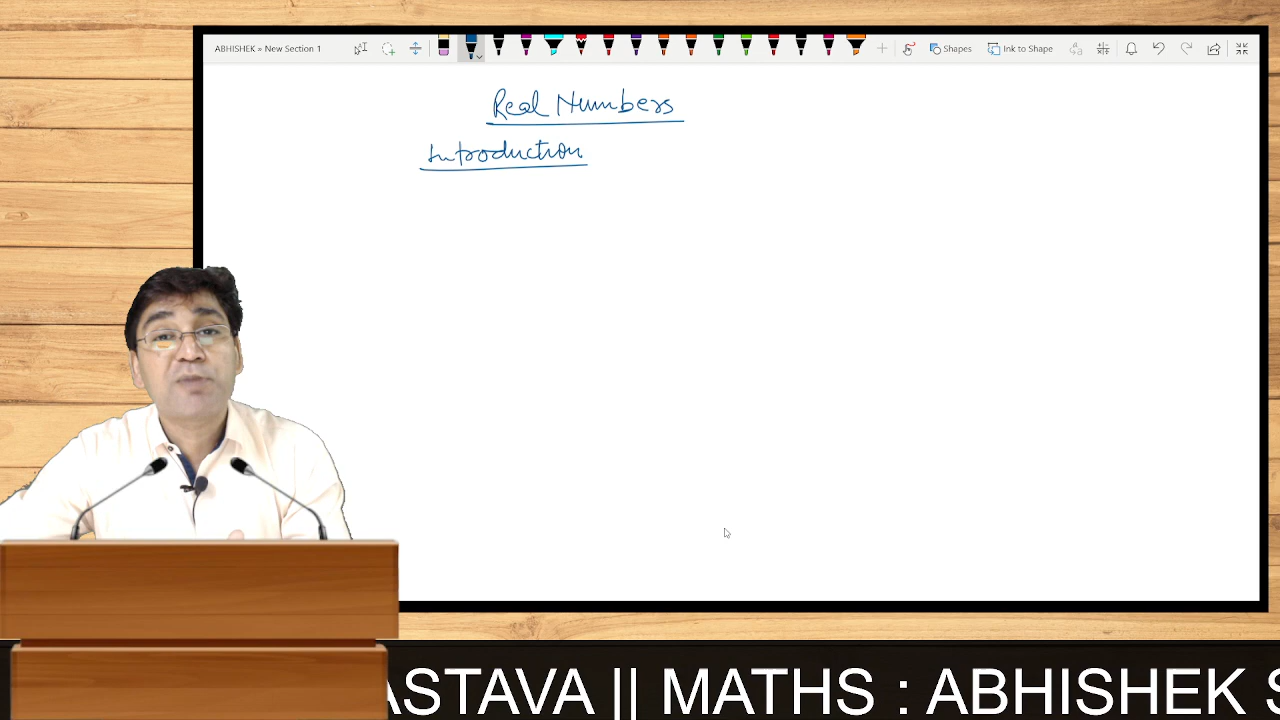 ABHISHEK » New Section 1
Shapes
Ink to Shape
Real Numbers
Introduction
ASTAVA || MATHS : ABHISHEK S